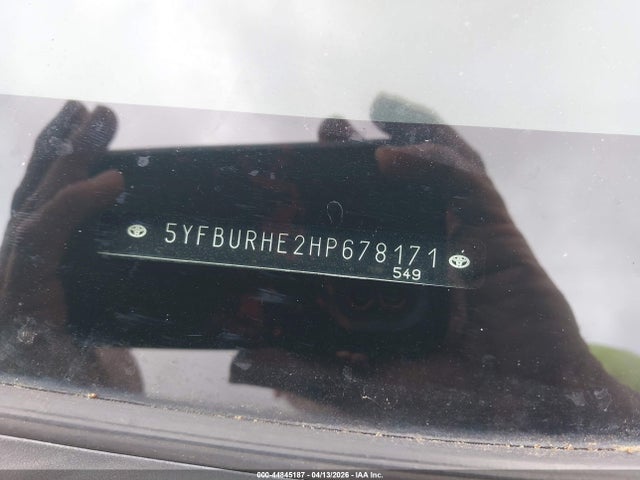 5YFBURHE2HP678171
549
000-44845187 - 04/13/2026 - IAA Inc.